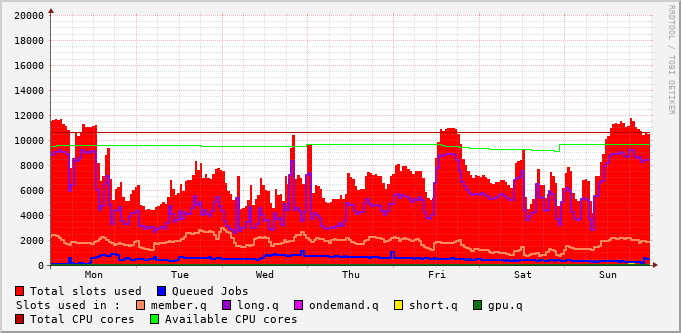 20000
18000
16000
14000
12000
10000
8000
6000
4000
2000
0
Mon Tue Wed Thu Fri Sat Sun
RRDTOOL / TOBI OETIKER
Total slots used Queued Jobs
Slots used in : member.q long.q ondemand.q short.q gpu.q
Total CPU cores Available CPU cores